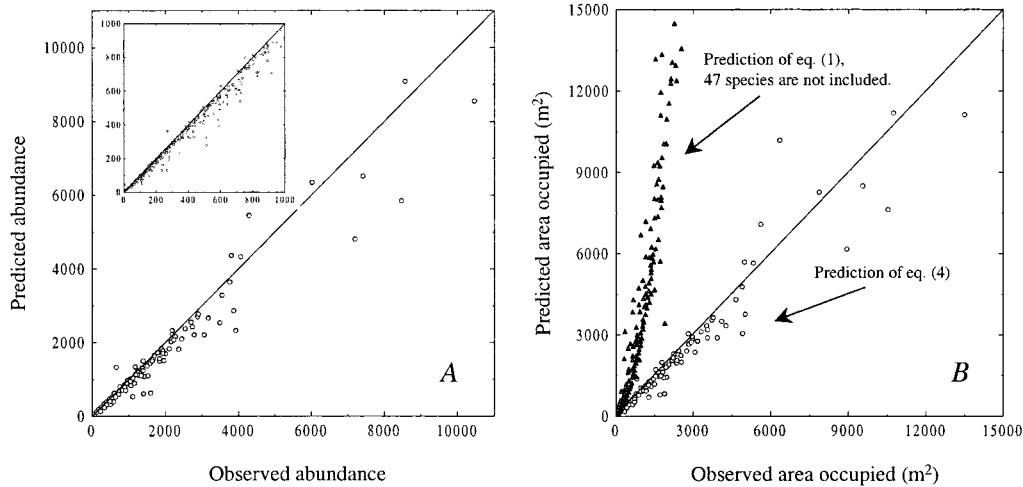 Predicted abundance
10000
8000
6000
4000
2000
0
0 2000 4000 6000 8000 10000
Observed abundance
A
1000
800
600
400
200
0
0 200 400 600 800 1000
Predicted area occupied (m²)
15000
12000
9000
6000
3000
0
0 3000 6000 9000 12000 15000
Observed area occupied (m²)
Prediction of eq. (1),
47 species are not included.
Prediction of eq. (4)
B